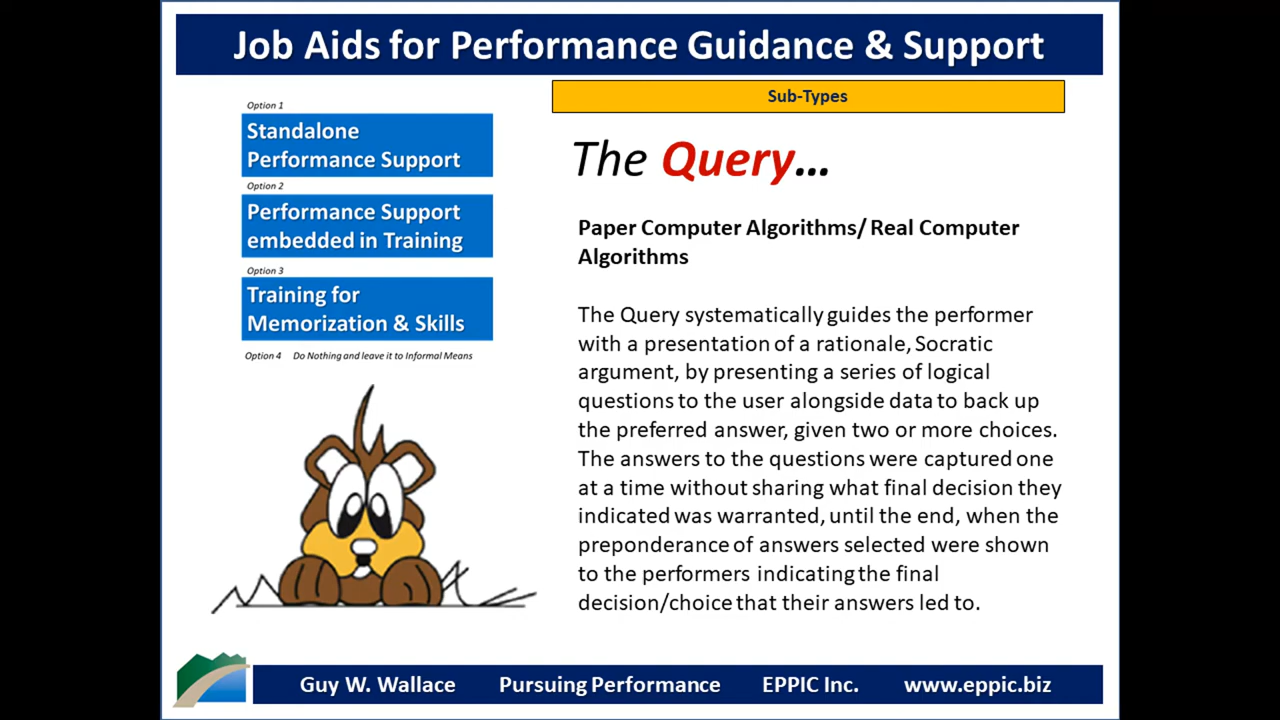 Job Aids for Performance Guidance & Support
Option 1
Standalone
Performance Support
Option 2
Performance Support
embedded in Training
Option 3
Training for
Memorization & Skills
Option 4 Do Nothing and leave it to Informal Means
Sub-Types
The Query...
Paper Computer Algorithms/ Real Computer
Algorithms
The Query systematically guides the performer
with a presentation of a rationale, Socratic
argument, by presenting a series of logical
questions to the user alongside data to back up
the preferred answer, given two or more choices.
The answers to the questions were captured one
at a time without sharing what final decision they
indicated was warranted, until the end, when the
preponderance of answers selected were shown
to the performers indicating the final
decision/choice that their answers led to.
Guy W. Wallace Pursuing Performance EPPIC Inc. www.eppic.biz